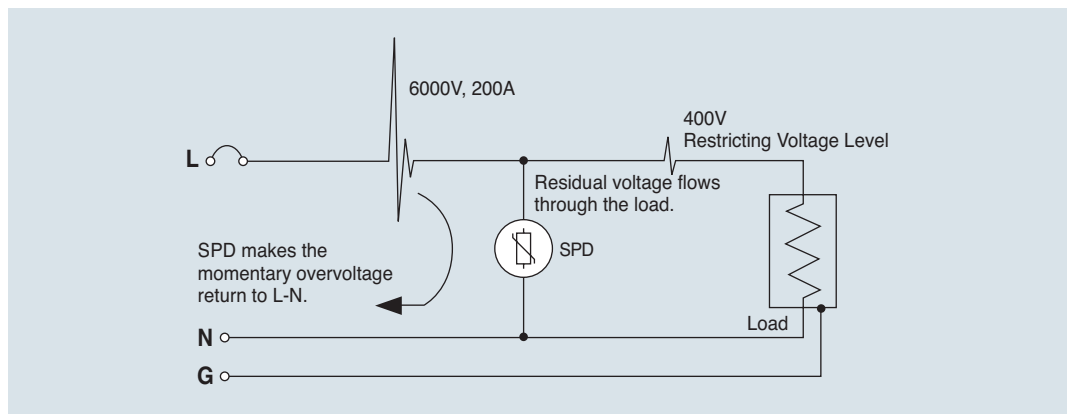 6000V, 200A
400V
Restricting Voltage Level
L
Residual voltage flows
through the load.
SPD makes the
momentary overvoltage
return to L-N.
SPD
Load
N
G